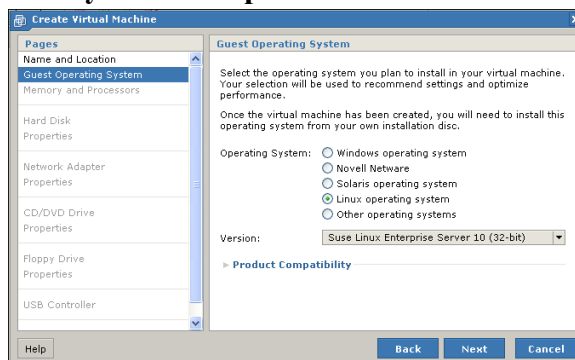 Create Virtual Machine
Pages
Name and Location
Guest Operating System
Memory and Processors
Hard Disk
Properties
Network Adapter
Properties
CD/DVD Drive
Properties
Floppy Drive
Properties
USB Controller
Guest Operating System
Select the operating system you plan to install in your virtual machine.
Your selection will be used to recommend settings and optimize
performance.
Once the virtual machine has been created, you will need to install this
operating system from your own installation disc.
Operating System:
Windows operating system
Novell Netware
Solaris operating system
Linux operating system
Other operating systems
Version:
Suse Linux Enterprise Server 10 (32-bit)
Product Compatibility
Help
Back
Next
Cancel